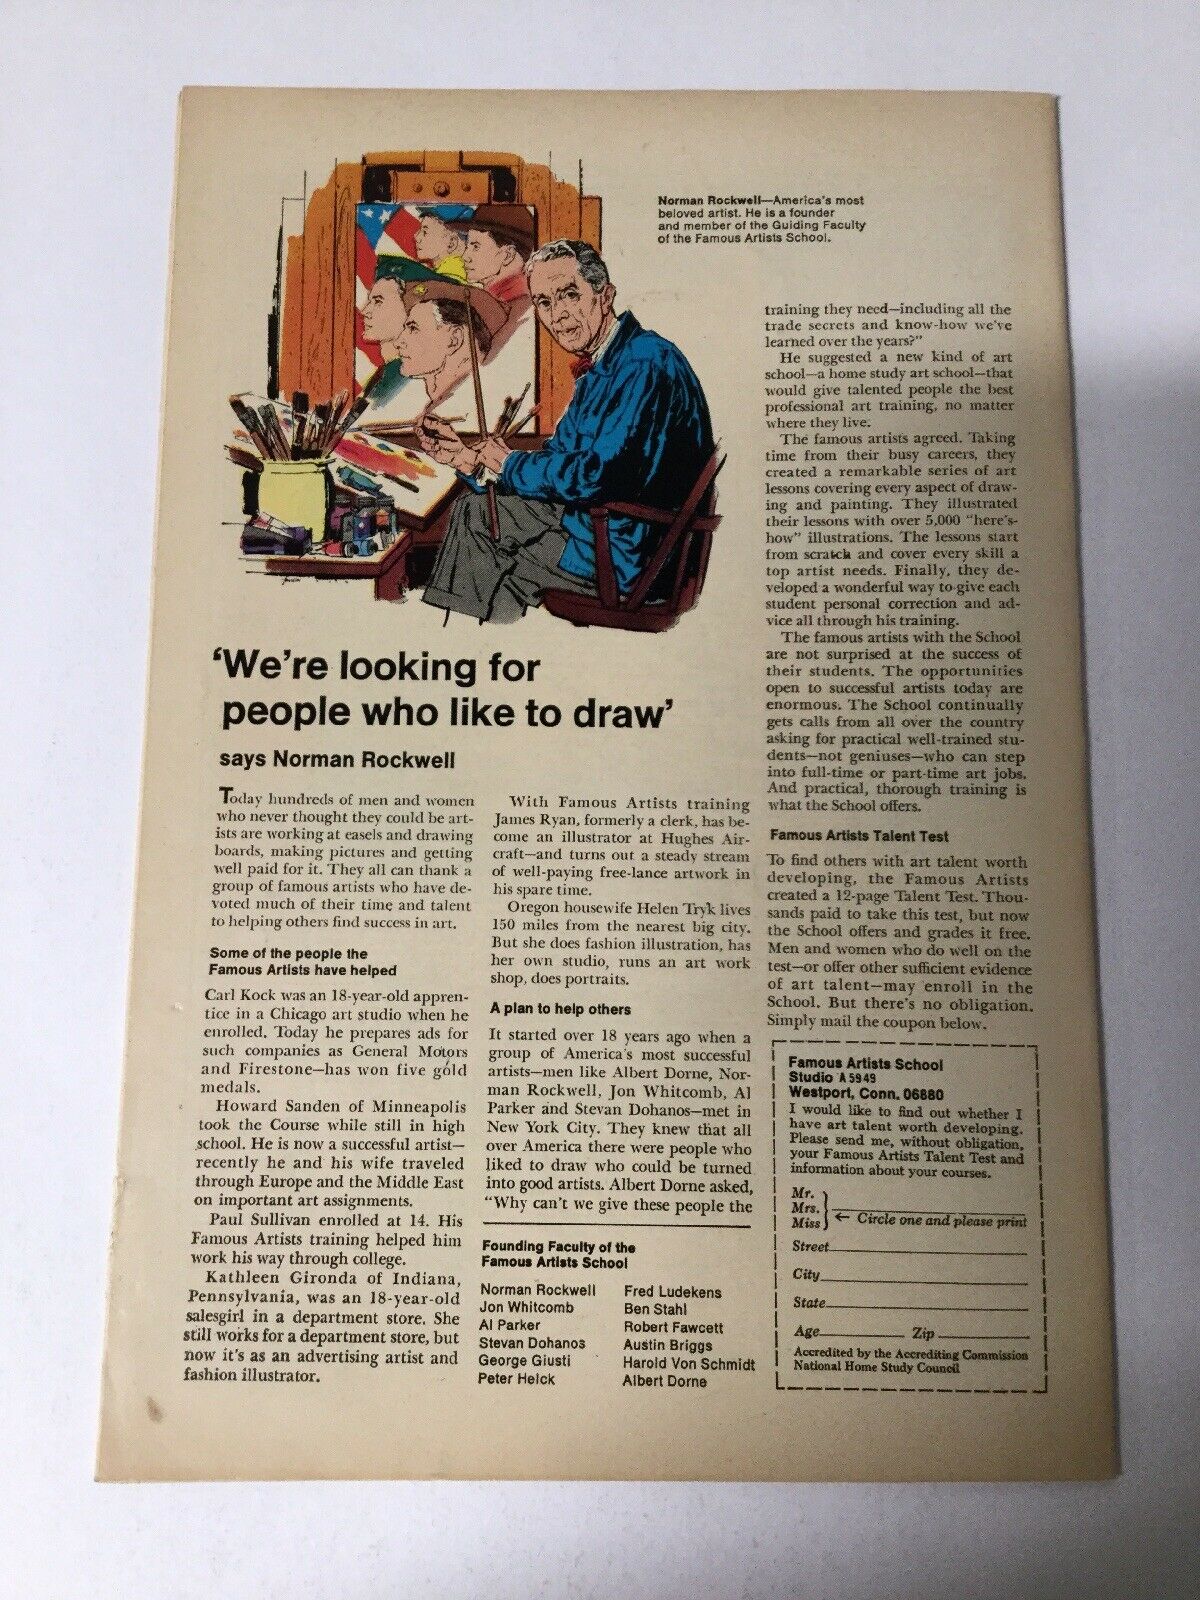 Norman Rockwell—America's most
beloved artist. He is a founder
and member of the Guiding Faculty
of the Famous Artists School.
'We're looking for
people who like to draw'
says Norman Rockwell
Today hundreds of men and women
who never thought they could be art-
ists are working at easels and drawing
boards, making pictures and getting
well paid for it. They all can thank a
group of famous artists who have de-
voted much of their time and talent
to helping others find success in art.
Some of the people the
Famous Artists have helped
Carl Kock was an 18-year-old appren-
tice in a Chicago art studio when he
enrolled. Today he prepares ads for
such companies as General Motors
and Firestone—has won five gold
medals.
Howard Sanden of Minneapolis
took the Course while still in high
school. He is now a successful artist—
recently he and his wife traveled
through Europe and the Middle East
on important art assignments.
Paul Sullivan enrolled at 14. His
Famous Artists training helped him
work his way through college.
Kathleen Gironda of Indiana,
Pennsylvania, was an 18-year-old
salesgirl in a department store. She
still works for a department store, but
now it's as an advertising artist and
fashion illustrator.
With Famous Artists training
James Ryan, formerly a clerk, has be-
come an illustrator at Hughes Air-
craft—and turns out a steady stream
of well-paying free-lance artwork in
his spare time.
Oregon housewife Helen Tryk lives
150 miles from the nearest big city.
But she does fashion illustration, has
her own studio, runs an art work
shop, does portraits.
A plan to help others
It started over 18 years ago when a
group of America's most successful
artists—men like Albert Dorne, Nor-
man Rockwell, Jon Whitcomb, Al
Parker and Stevan Dohanos—met in
New York City. They knew that all
over America there were people who
liked to draw who could be turned
into good artists. Albert Dorne asked,
"Why can't we give these people the
Founding Faculty of the
Famous Artists School
Norman Rockwell
Jon Whitcomb
Al Parker
Stevan Dohanos
George Giusti
Peter Helck
Fred Ludekens
Ben Stahl
Robert Fawcett
Austin Briggs
Harold Von Schmidt
Albert Dorne
training they need—including all the
trade secrets and know-how we've
learned over the years?"
He suggested a new kind of art
school—a home study art school—that
would give talented people the best
professional art training, no matter
where they live.
The famous artists agreed. Taking
time from their busy careers, they
created a remarkable series of art
lessons covering every aspect of draw-
ing and painting. They illustrated
their lessons with over 5,000 "here's-
how" illustrations. The lessons start
from scratch and cover every skill a
top artist needs. Finally, they de-
veloped a wonderful way to give each
student personal correction and ad-
vice all through his training.
The famous artists with the School
are not surprised at the success of
their students. The opportunities
open to successful artists today are
enormous. The School continually
gets calls from all over the country
asking for practical well-trained stu-
dents—not geniuses—who can step
into full-time or part-time art jobs.
And practical, thorough training is
what the School offers.
Famous Artists Talent Test
To find others with art talent worth
developing, the Famous Artists
created a 12-page Talent Test. Thou-
sands paid to take this test, but now
the School offers and grades it free.
Men and women who do well on the
test—or offer other sufficient evidence
of art talent—may enroll in the
School. But there's no obligation.
Simply mail the coupon below.
Famous Artists School
Studio A5949
Westport, Conn. 06880
I would like to find out whether I
have art talent worth developing.
Please send me, without obligation,
your Famous Artists Talent Test and
information about your courses.
Mr.
Mrs.
Miss ← Circle one and please print
Street
City
State
Age Zip
Accredited by the Accrediting Commission
National Home Study Council